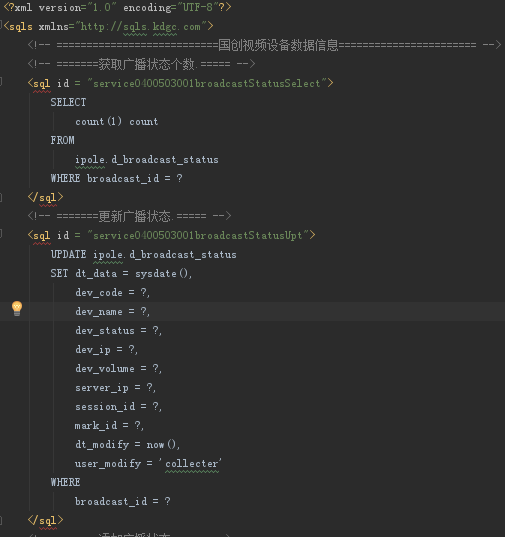 <?xml version="1.0" encoding="UTF-8"?>
<sqls xmlns="http://sqls.kdgc.com">
<!-- ==========================国创视频设备数据信息====================== -->
<!-- =======获取广播状态个数.===== -->
<sql id = "service0400503001broadcastStatusSelect">
SELECT
count(1) count
FROM
ipole.d_broadcast_status
WHERE broadcast_id = ?
</sql>
<!-- =======更新广播状态.===== -->
<sql id = "service0400503001broadcastStatusUpt">
UPDATE ipole.d_broadcast_status
SET dt_data = sysdate(),
dev_code = ?,
dev_name = ?,
dev_status = ?,
dev_ip = ?,
dev_volume = ?,
server_ip = ?,
session_id = ?,
mark_id = ?,
dt_modify = now(),
user_modify = 'collecter'
WHERE
broadcast_id = ?
</sql>